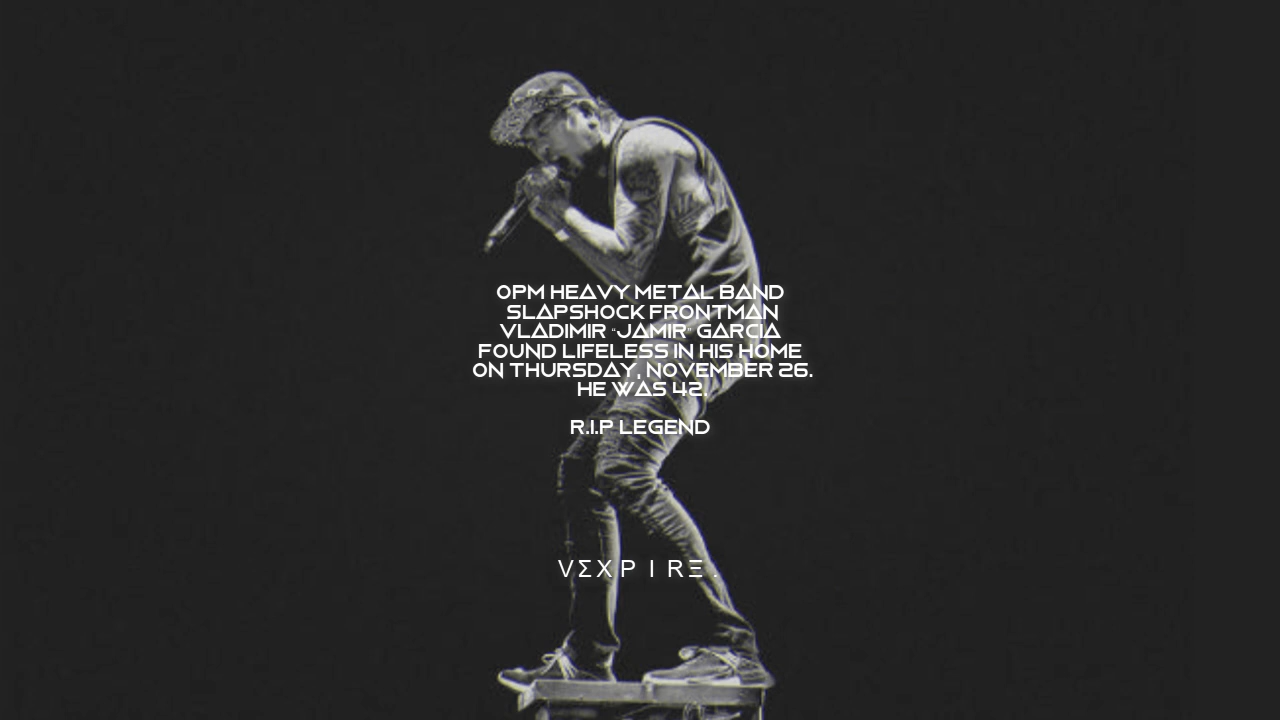 OPM HEAVY METAL BAND
SLAPSHOCK FRONTMAN
VLADIMIR “JAMIR” GARCIA
FOUND LIFELESS IN HIS HOME
ON THURSDAY, NOVEMBER 26.
HE WAS 42.
R.I.P LEGEND
VΣXPIRΞ.